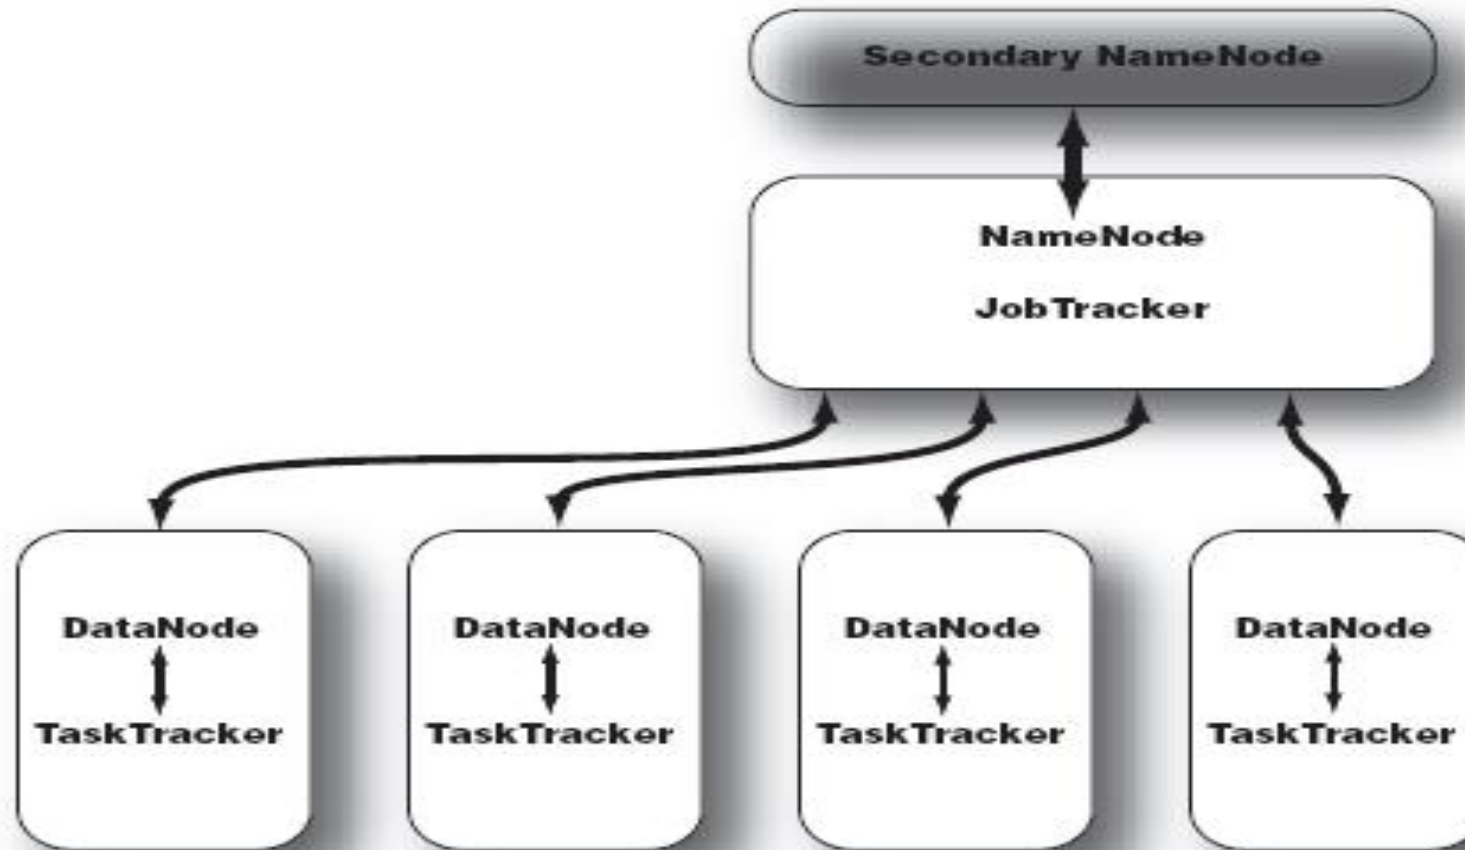 Secondary NameNode
NameNode
JobTracker
DataNode
TaskTracker
DataNode
TaskTracker
DataNode
TaskTracker
DataNode
TaskTracker